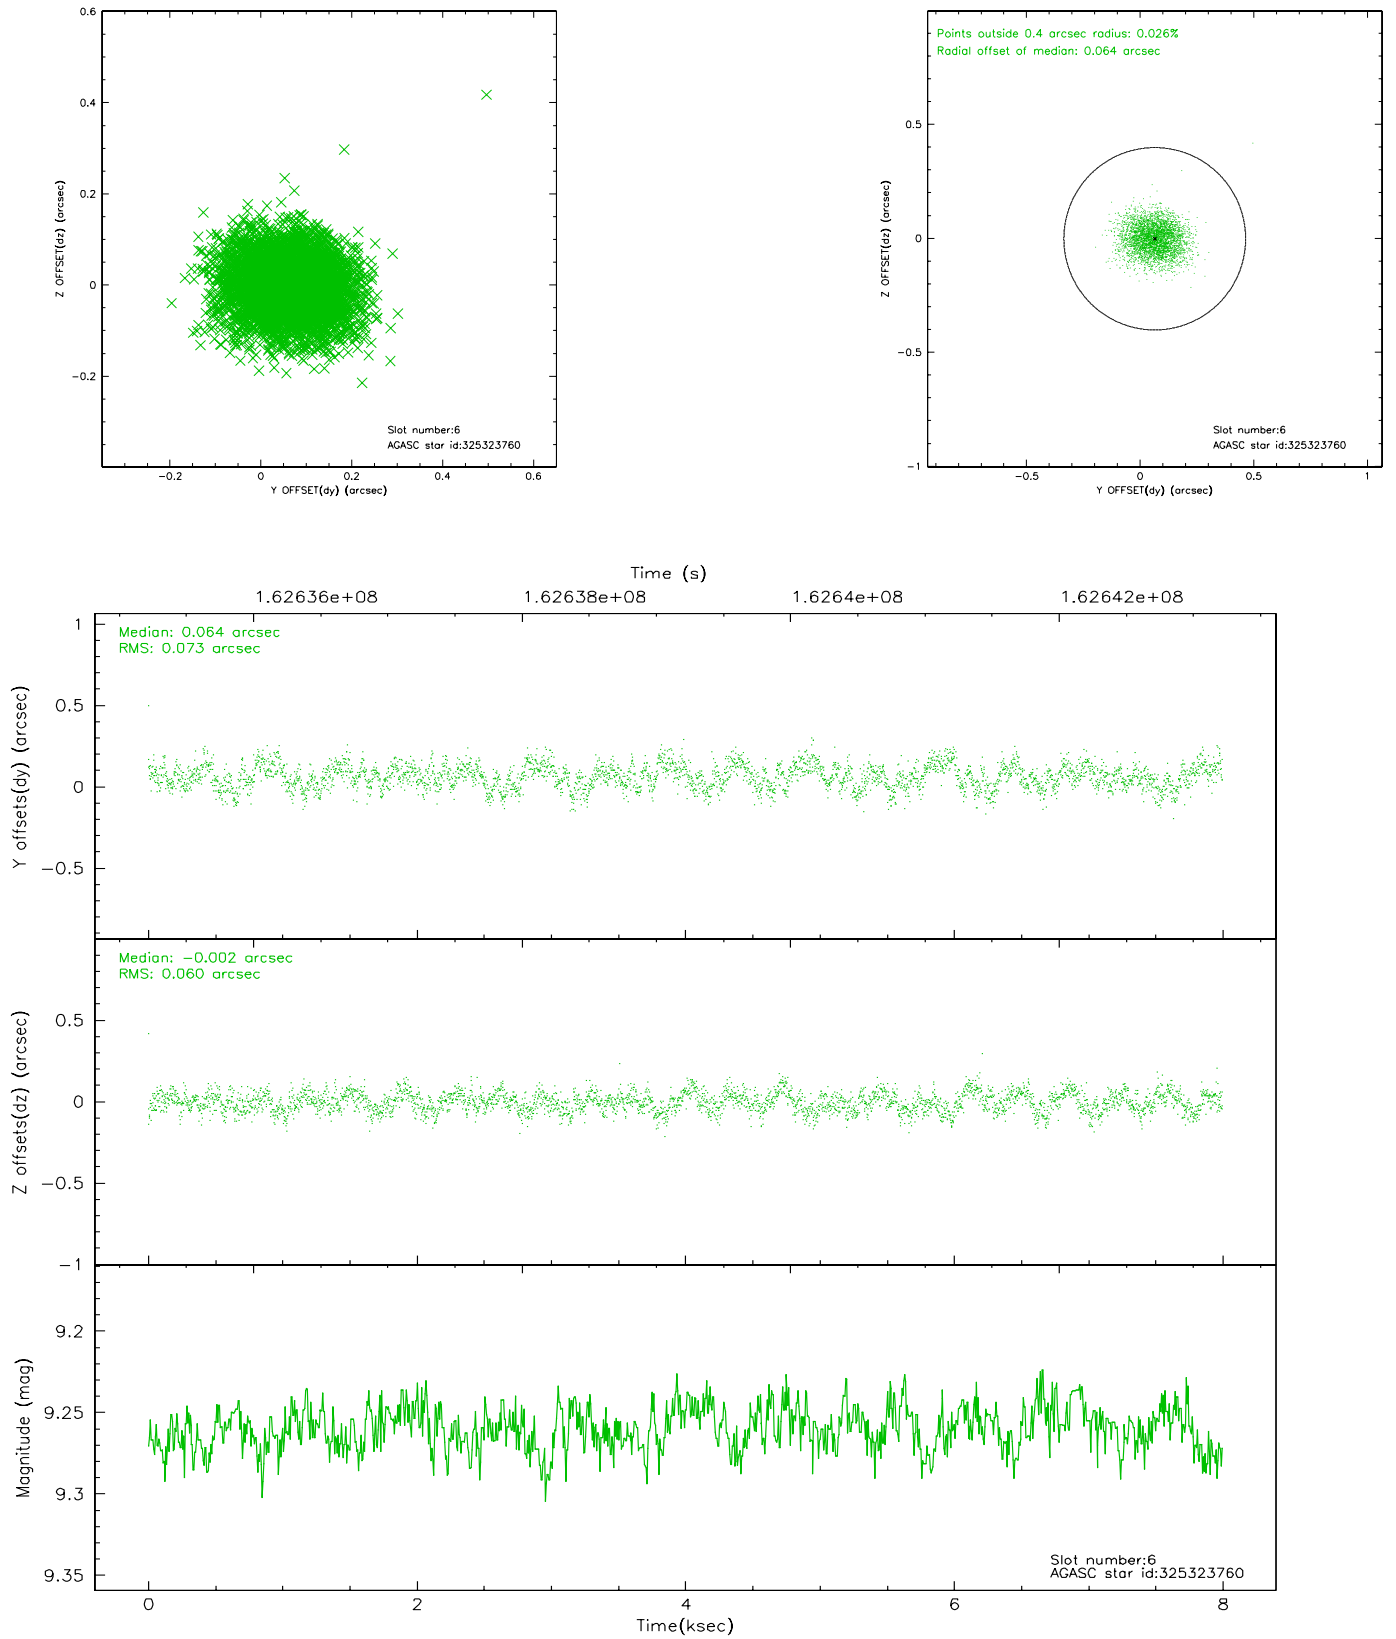 0.6
0.4
0.2
0
−0.2
Z OFFSET(dz) (arcsec)
Slot number:6
AGASC star id:325323760
−0.2 0 0.2 0.4 0.6
Y OFFSET(dy) (arcsec)
Points outside 0.4 arcsec radius: 0.026%
Radial offset of median: 0.064 arcsec
0.5
0
−0.5
−1
Z OFFSET(dz) (arcsec)
Slot number:6
AGASC star id:325323760
−0.5 0 0.5 1
Y OFFSET(dy) (arcsec)
Time (s)
1.62636e+08 1.62638e+08 1.6264e+08 1.62642e+08
Median: 0.064 arcsec
RMS: 0.073 arcsec
1
0.5
0
−0.5
Y offsets(dy) (arcsec)
Median: −0.002 arcsec
RMS: 0.060 arcsec
0.5
0
−0.5
−1
Z offsets(dz) (arcsec)
9.2
9.25
9.3
9.35
Magnitude (mag)
Slot number:6
AGASC star id:325323760
0 2 4 6 8
Time(ksec)